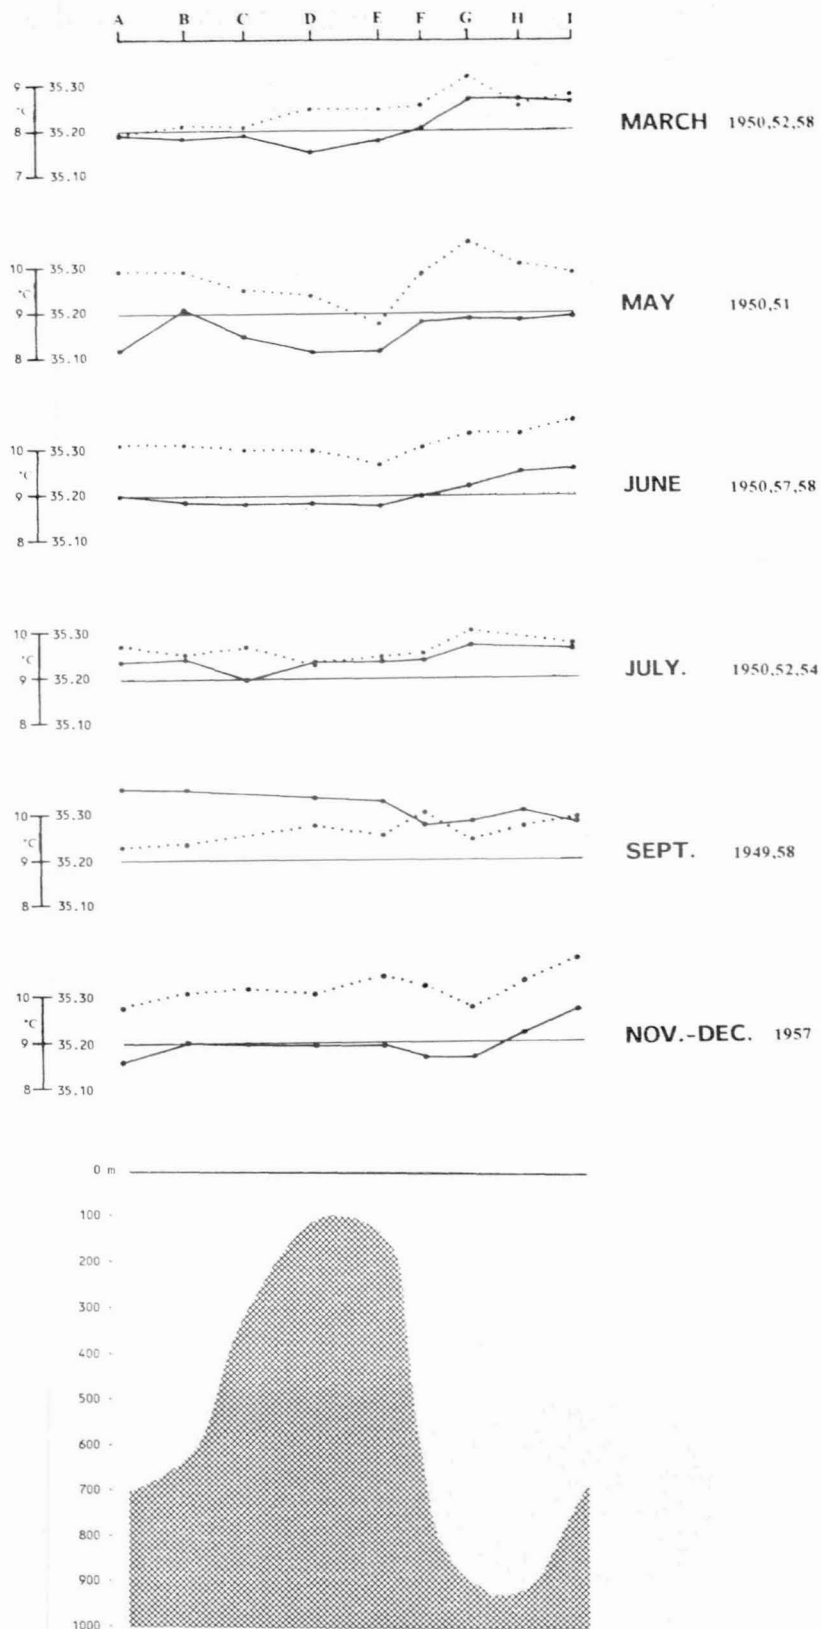 A B C D E F G H I
9 35.30
°C
8 35.20
7 35.10
MARCH 1950,52,58
10 35.30
°C
9 35.20
8 35.10
MAY 1950,51
10 35.30
°C
9 35.20
8 35.10
JUNE 1950,57,58
10 35.30
°C
9 35.20
8 35.10
JULY. 1950,52,54
10 35.30
°C
9 35.20
8 35.10
SEPT. 1949,58
10 35.30
°C
9 35.20
8 35.10
NOV.-DEC. 1957
0 m
100
200
300
400
500
600
700
800
900
1000